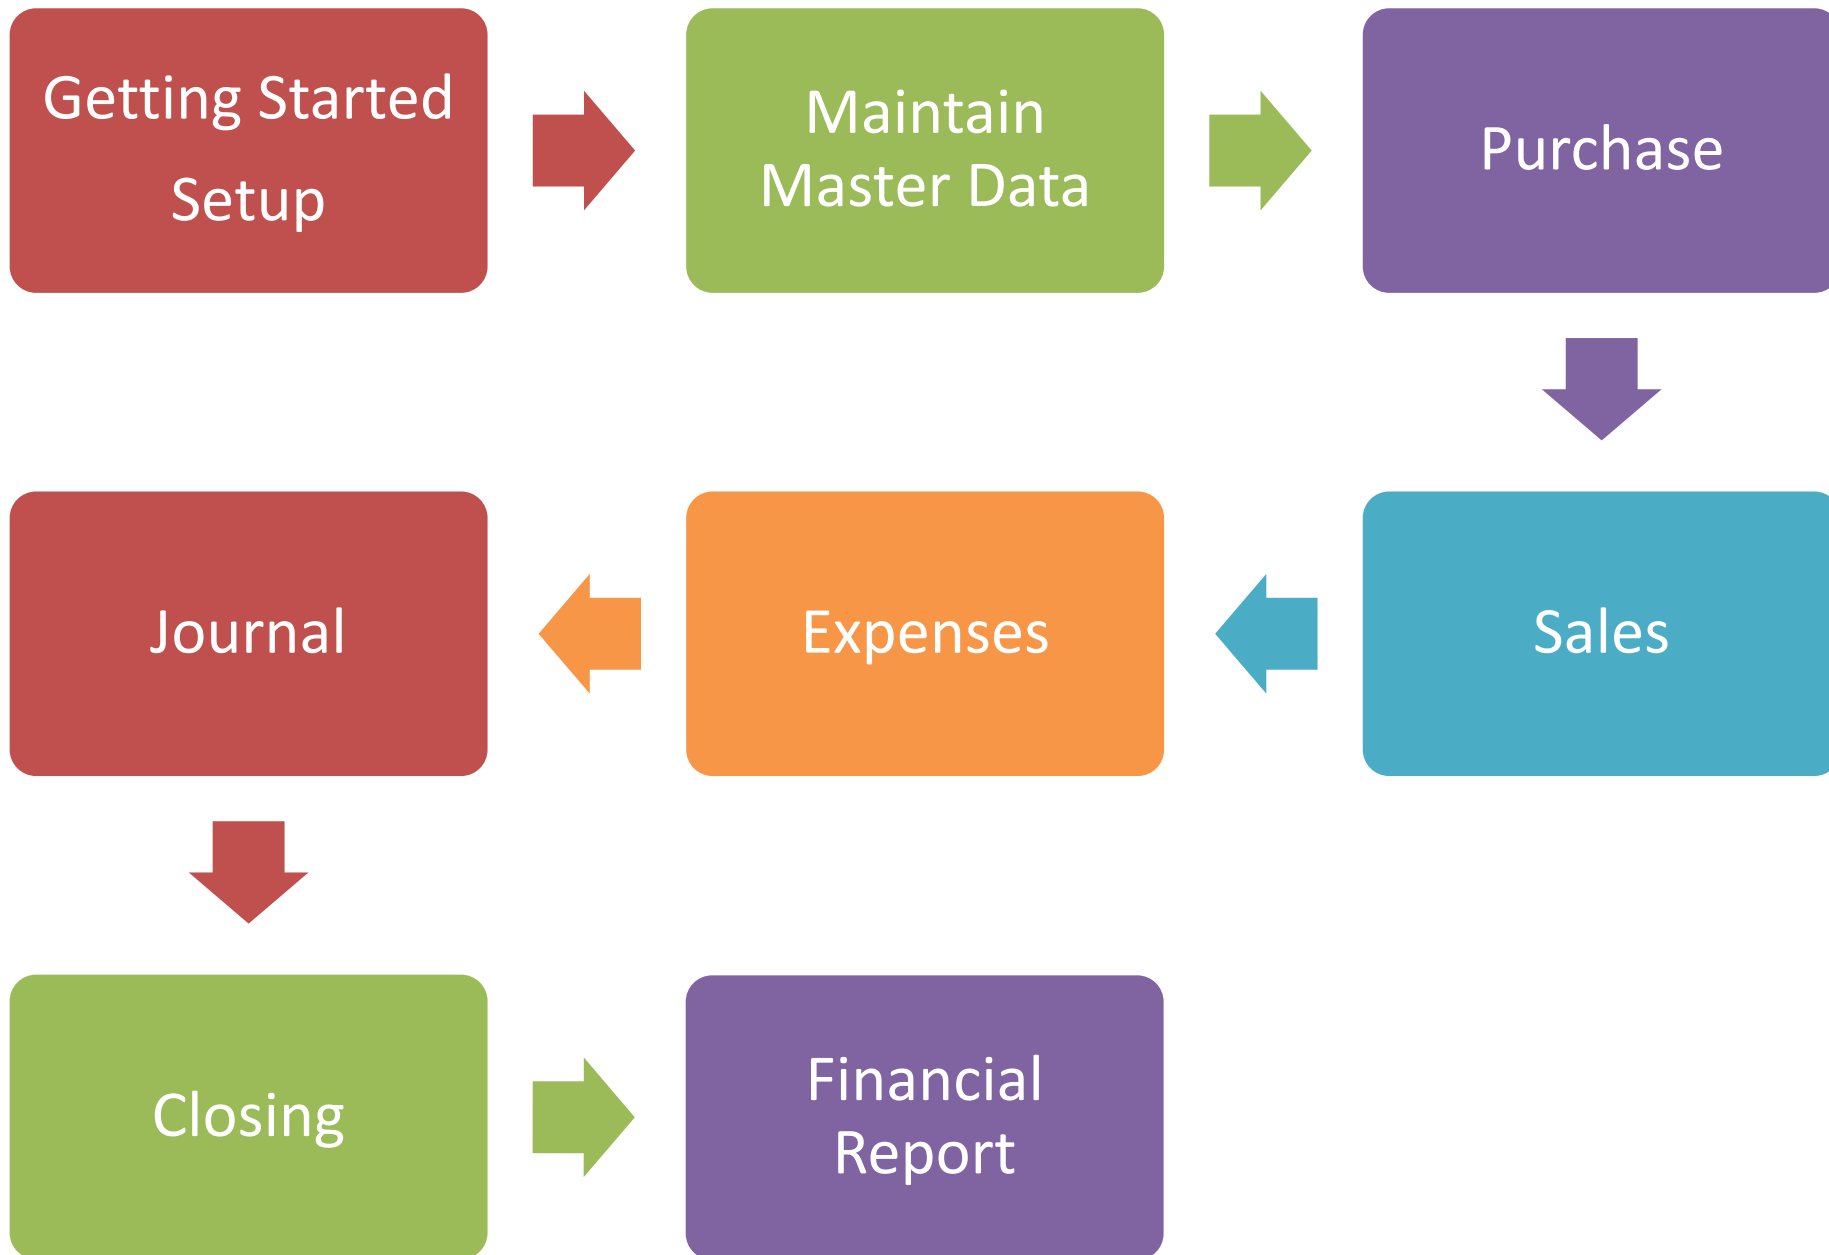 Getting Started
Setup
Maintain
Master Data
Purchase
Sales
Expenses
Journal
Closing
Financial
Report